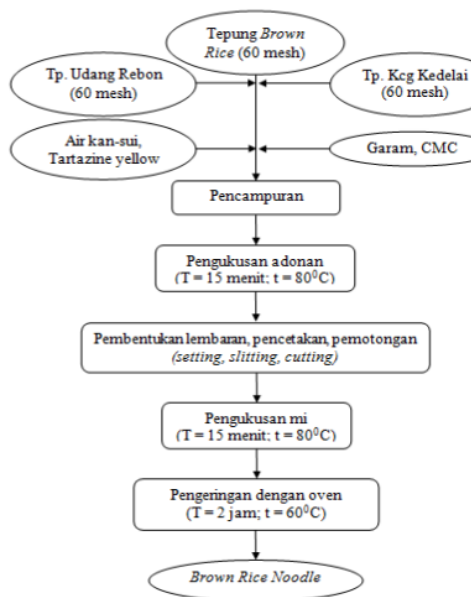 Tepung Brown
Rice (60 mesh)
Tp. Udang Rebon
(60 mesh)
Tp. Kcg Kedelai
(60 mesh)
Air kan-sui,
Tartazine yellow
Garam, CMC
Pencampuran
Pengukusan adonan
(T = 15 menit; t = 80⁰C)
Pembentukan lembaran, pencetakan, pemotongan
(setting, slitting, cutting)
Pengukusan mi
(T = 15 menit; t = 80⁰C)
Pengeringan dengan oven
(T = 2 jam; t = 60⁰C)
Brown Rice Noodle